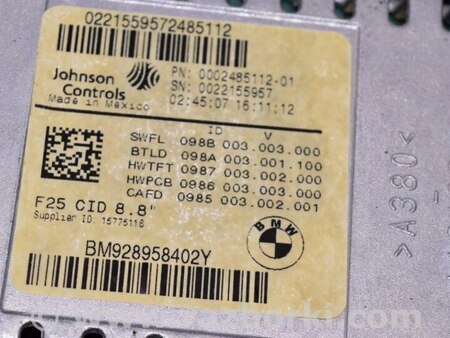 0221559572485112
Johnson Controls
Made in Mexico
PN: 0002485112-01
SN: 0022155957
02:45:07 16:11:12
ID V
SWFL 098B 003.003.000
BTLD 098A 003.001.100
HWTF 0987 003.002.000
HWPCB 0986 003.003.000
CAFD 0985 003.002.001
F25 CID 8.8"
Supplier ID. 15775116
BMW
BM928958402Y
>A380<